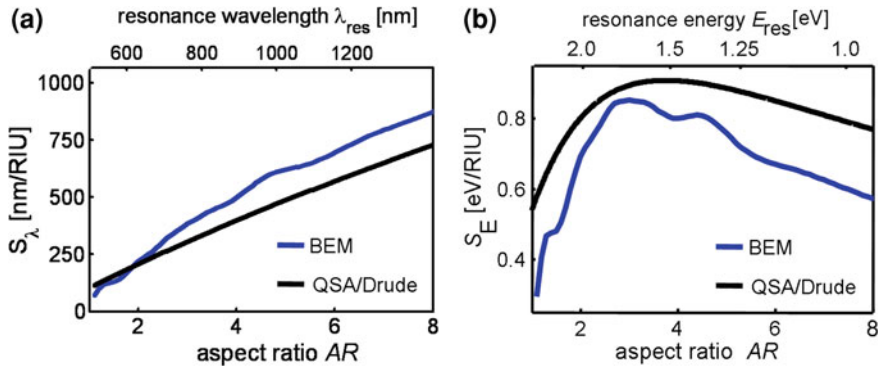 (a)
resonance wavelength λres [nm]
600 800 1000 1200
1000
750
500
250
0
Sλ [nm/RIU]
BEM
QSA/Drude
2 4 6 8
aspect ratio AR
(b)
resonance energy Eres[eV]
2.0 1.5 1.25 1.0
0.8
0.6
0.4
SE [eV/RIU]
BEM
QSA/Drude
2 4 6 8
aspect ratio AR